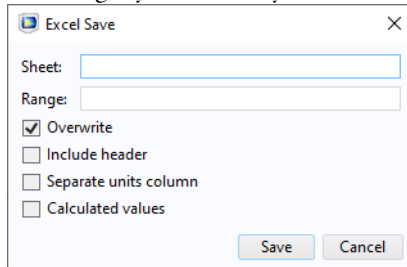 Excel Save
Sheet:
Range:
Overwrite
Include header
Separate units column
Calculated values
Save Cancel